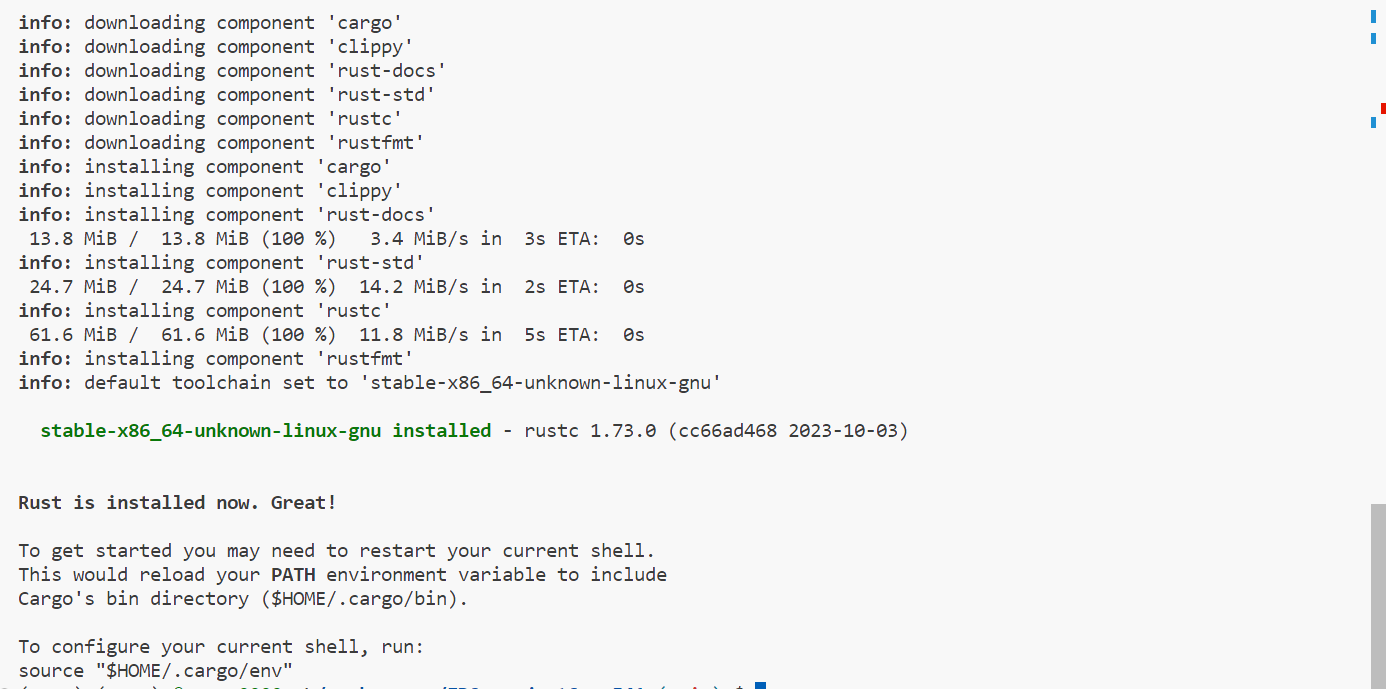 info: downloading component 'cargo'
info: downloading component 'clippy'
info: downloading component 'rust-docs'
info: downloading component 'rust-std'
info: downloading component 'rustc'
info: downloading component 'rustfmt'
info: installing component 'cargo'
info: installing component 'clippy'
info: installing component 'rust-docs'
 13.8 MiB /  13.8 MiB (100 %)   3.4 MiB/s in  3s ETA:  0s
info: installing component 'rust-std'
 24.7 MiB /  24.7 MiB (100 %)  14.2 MiB/s in  2s ETA:  0s
info: installing component 'rustc'
 61.6 MiB /  61.6 MiB (100 %)  11.8 MiB/s in  5s ETA:  0s
info: installing component 'rustfmt'
info: default toolchain set to 'stable-x86_64-unknown-linux-gnu'
  stable-x86_64-unknown-linux-gnu installed - rustc 1.73.0 (cc66ad468 2023-10-03)
Rust is installed now. Great!
To get started you may need to restart your current shell.
This would reload your PATH environment variable to include
Cargo's bin directory ($HOME/.cargo/bin).
To configure your current shell, run:
source "$HOME/.cargo/env"